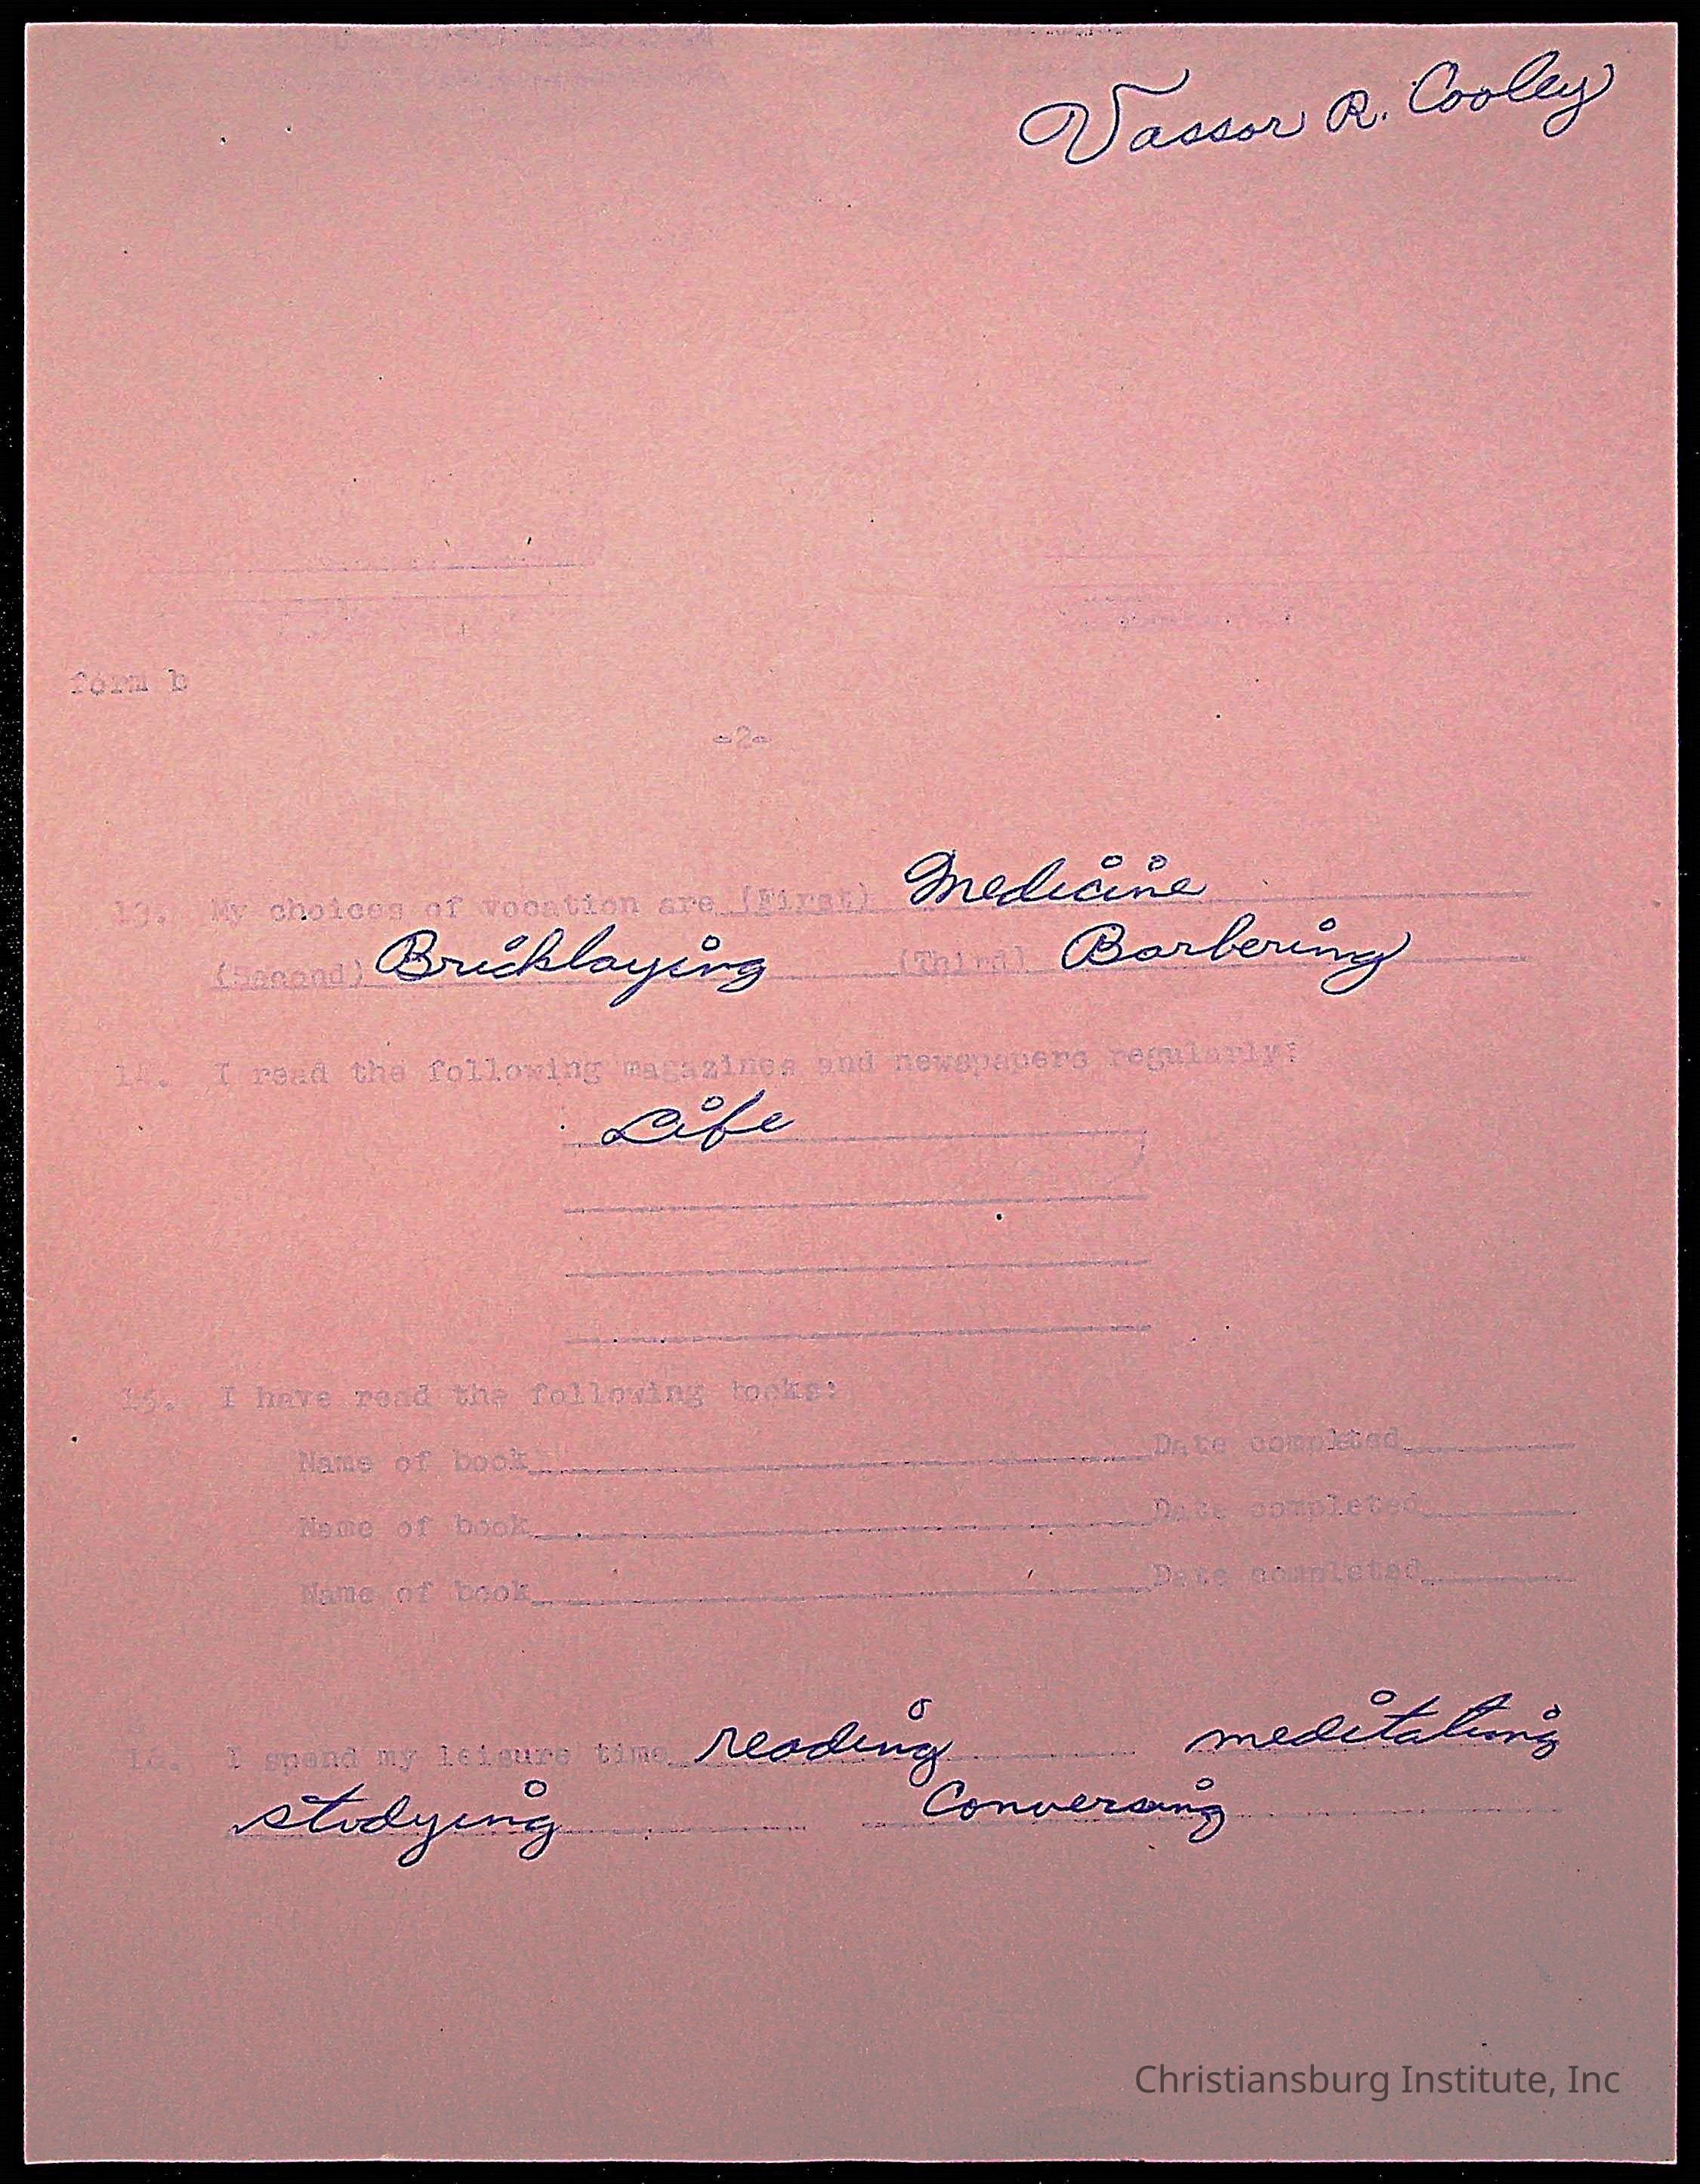 Vassor R. Cooley
form b
-2-
13. My choices of vocation are (First) Medicine
(Second) Bricklaying (Third) Barbering
14. I read the following magazines and newspapers regularly:
Life
15. I have read the following books:
Name of book Date completed
Name of book Date completed
Name of book Date completed
16. I spend my leisure time reading meditating
studying Conversing
Christiansburg Institute, Inc